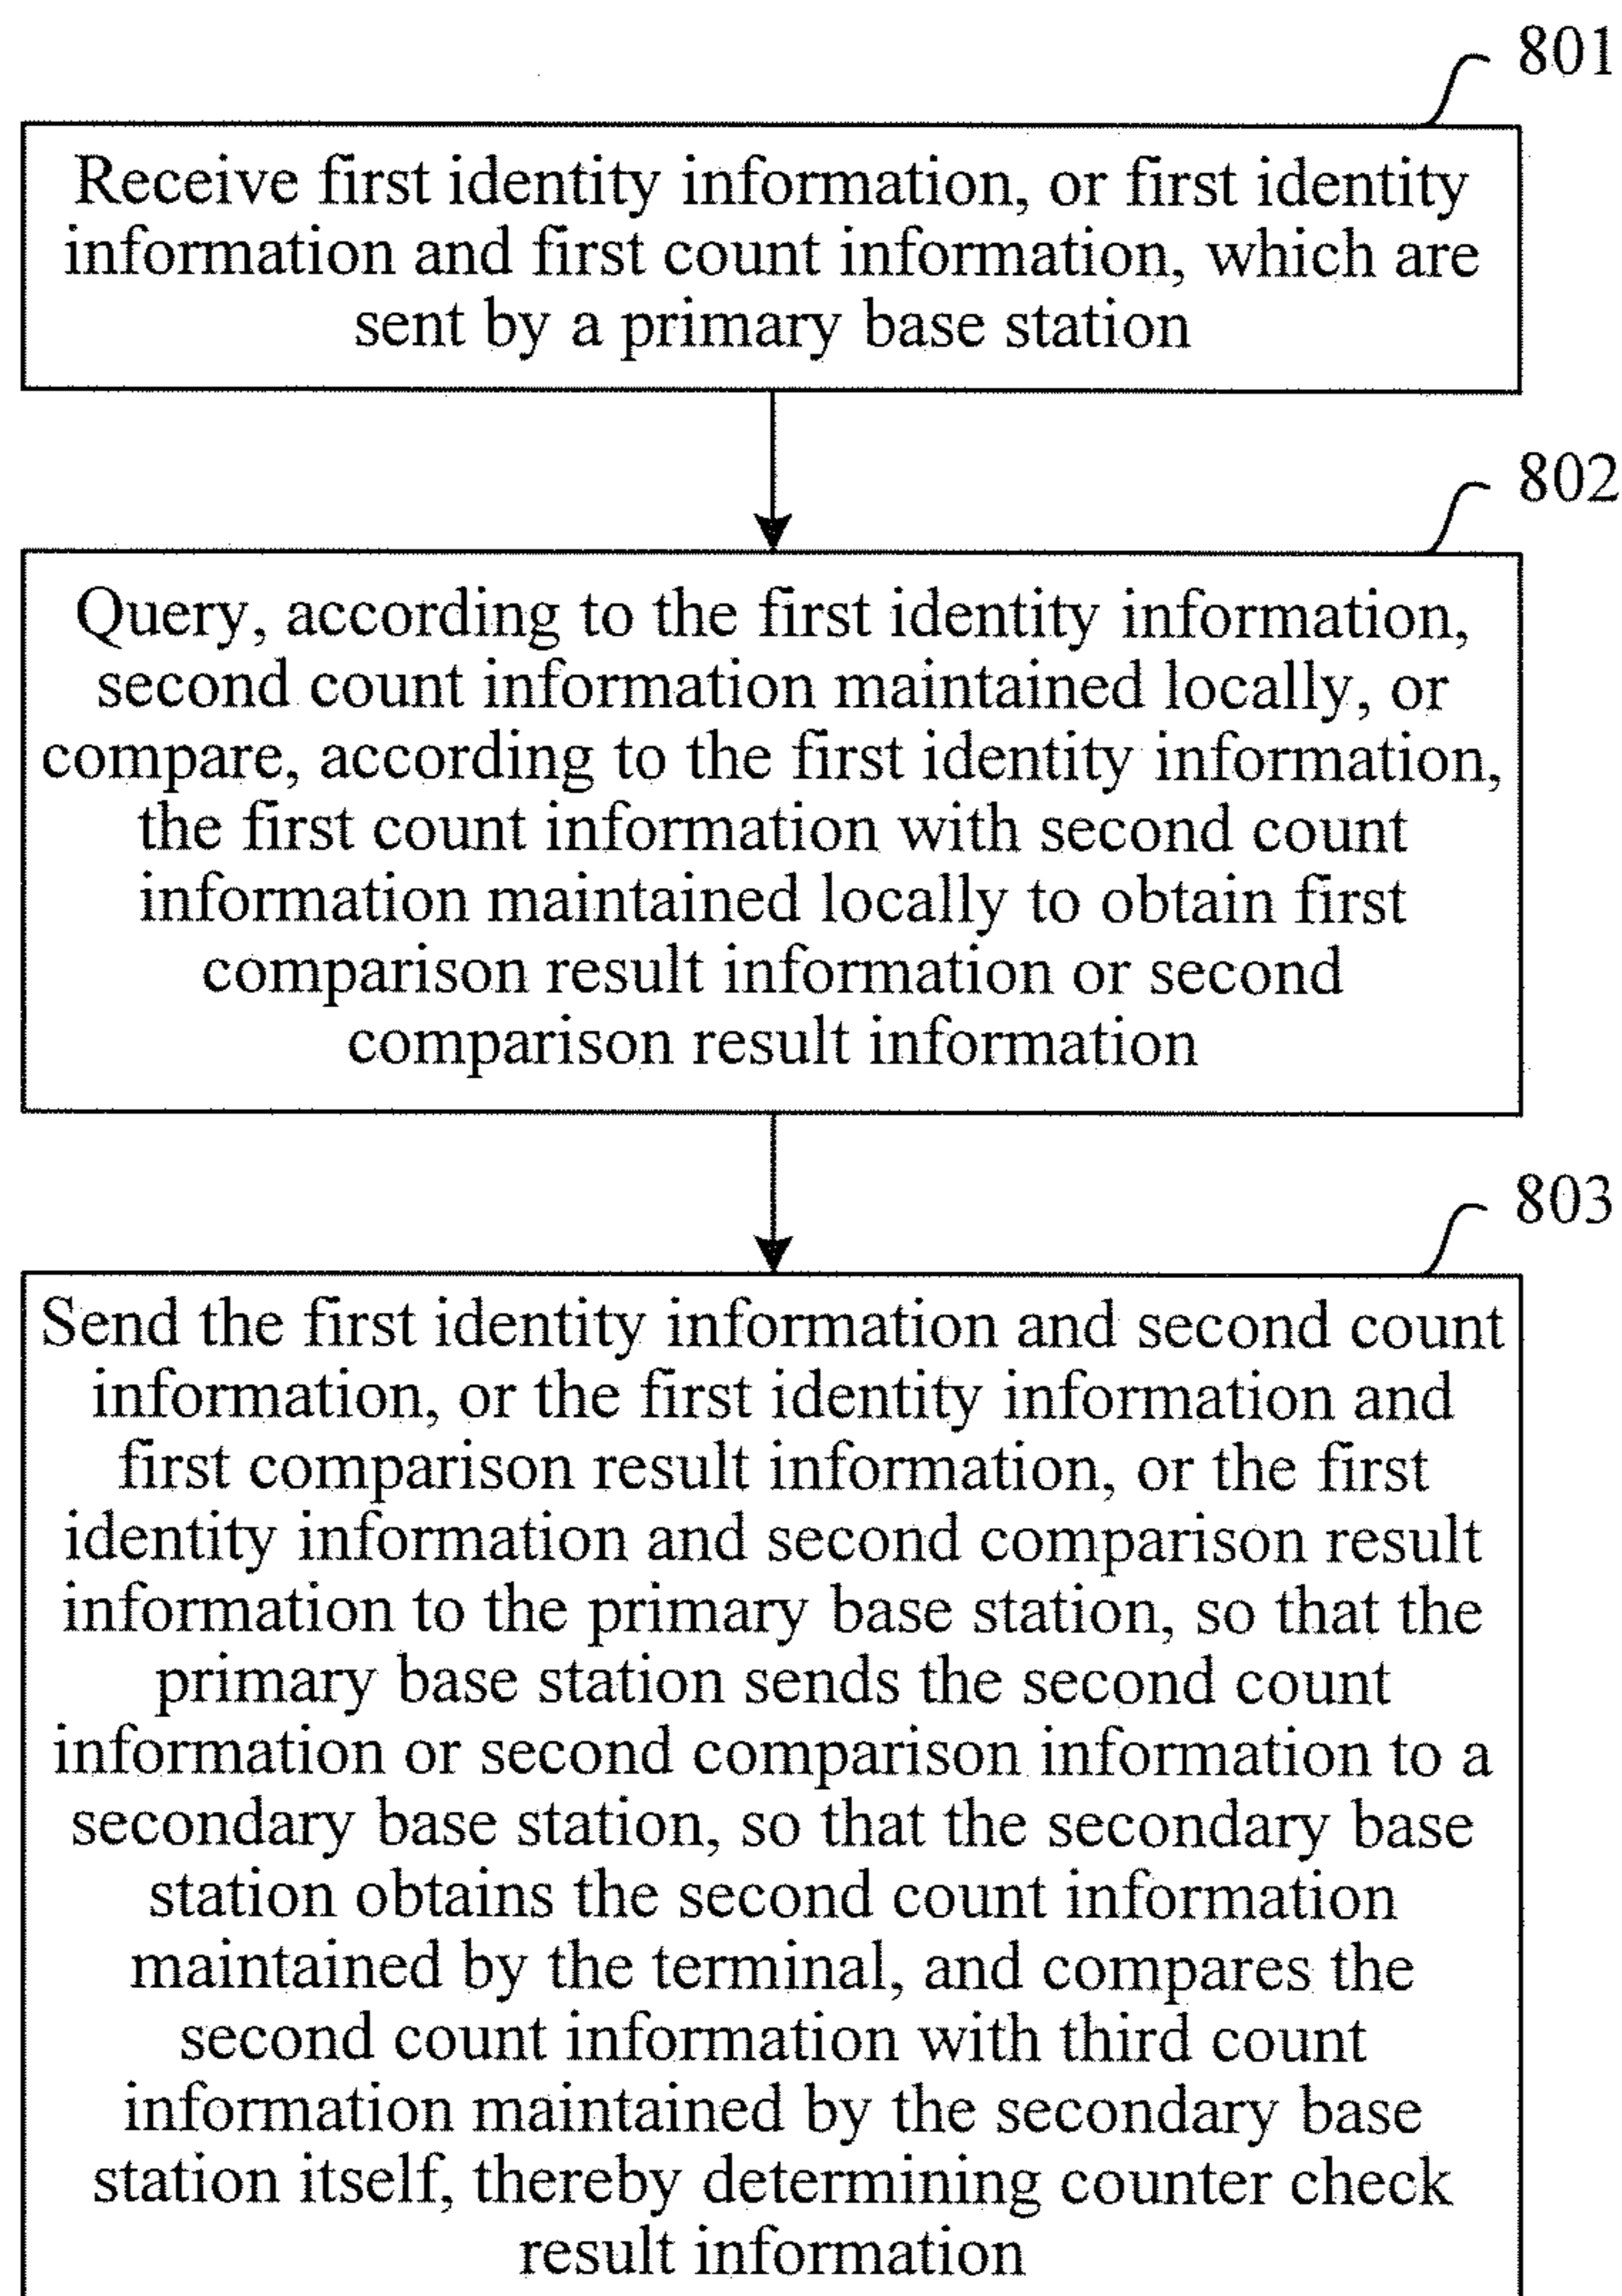 801
Receive first identity information, or first identity
information and first count information, which are
sent by a primary base station
802
Query, according to the first identity information,
second count information maintained locally, or
compare, according to the first identity information,
the first count information with second count
information maintained locally to obtain first
comparison result information or second
comparison result information
803
Send the first identity information and second count
information, or the first identity information and
first comparison result information, or the first
identity information and second comparison result
information to the primary base station, so that the
primary base station sends the second count
information or second comparison information to a
secondary base station, so that the secondary base
station obtains the second count information
maintained by the terminal, and compares the
second count information with third count
information maintained by the secondary base
station itself, thereby determining counter check
result information